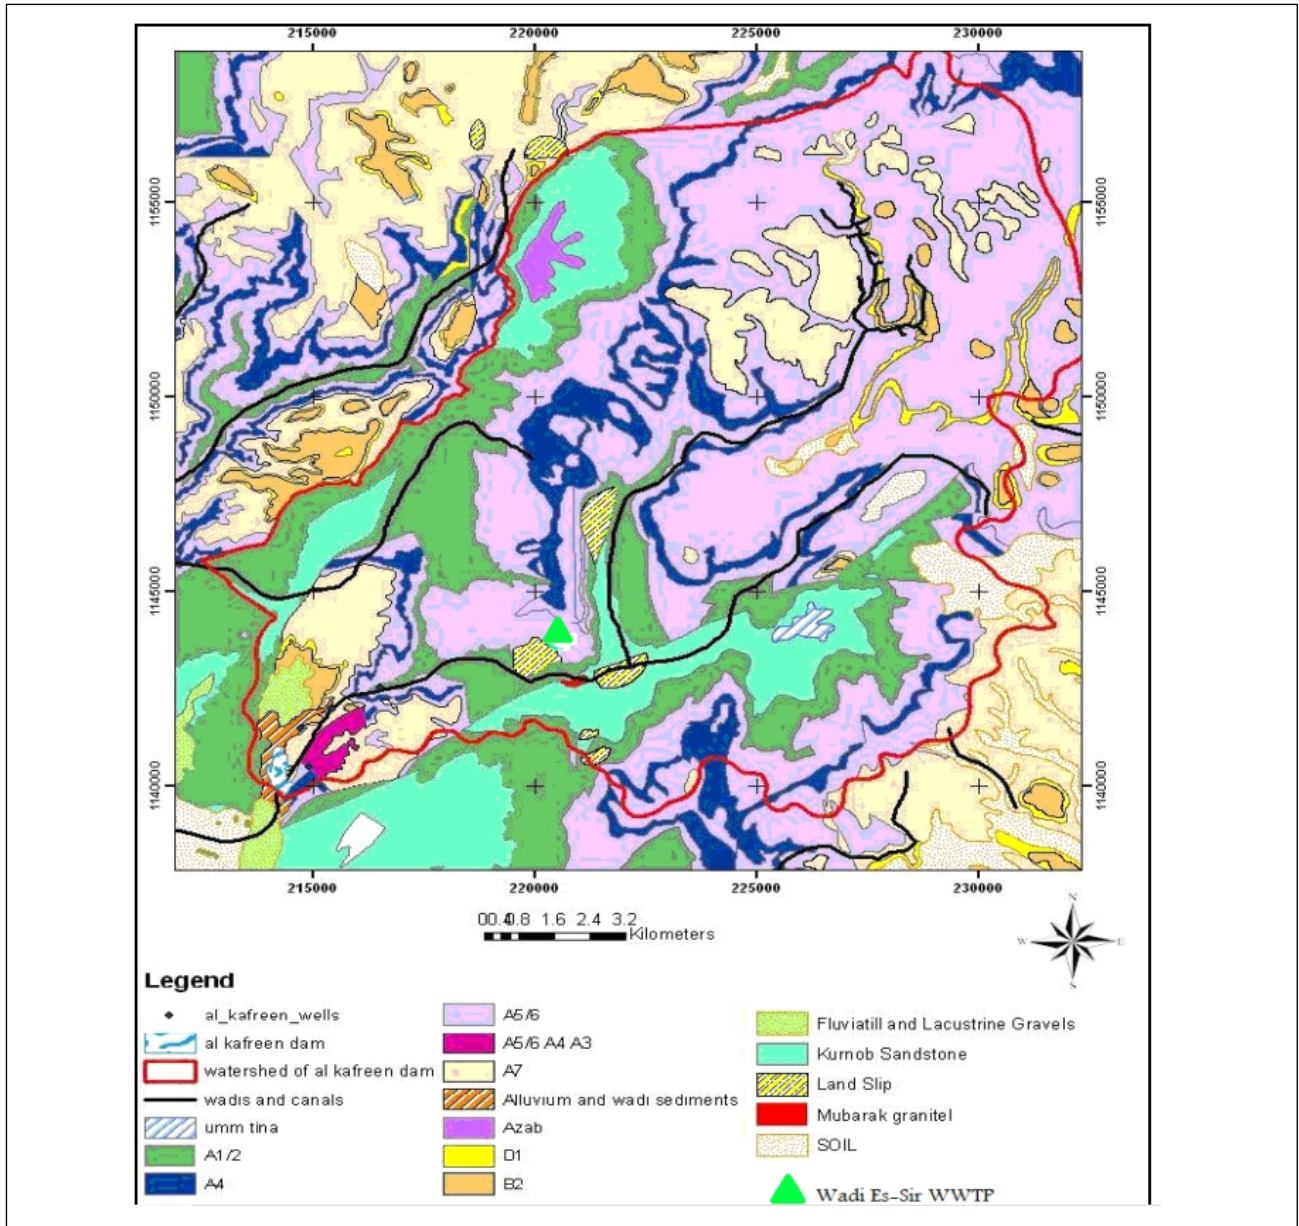 215000 220000 225000 230000
1155000 1155000
1150000 1150000
1145000 1145000
1140000 1140000
215000 220000 225000 230000
00.40.8 1.6 2.4 3.2
Kilometers
N
W E
S
Legend
al_kafreen_wells
al kafreen dam
watershed of al kafreen dam
wadis and canals
umm tina
A1/2
A4
A5/6
A5/6 A4 A3
A7
Alluvium and wadi sediments
Azab
D1
B2
Fluviatill and Lacustrine Gravels
Kurnob Sandstone
Land Slip
Mubarak granitel
SOIL
Wadi Es-Sir WWTP